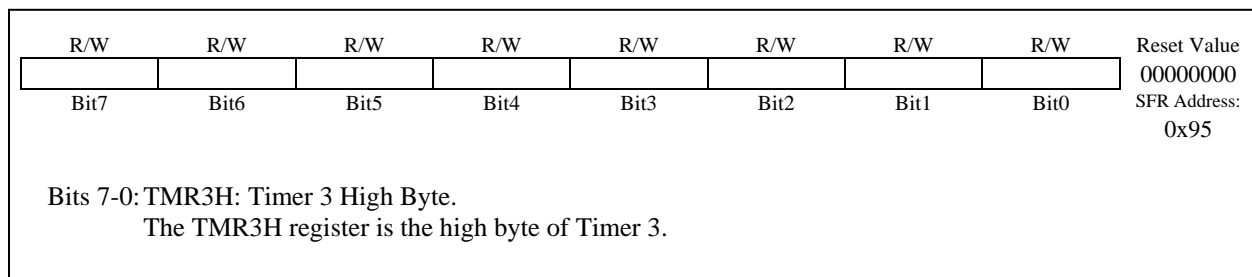 R/W R/W R/W R/W R/W R/W R/W R/W Reset Value
00000000
Bit7 Bit6 Bit5 Bit4 Bit3 Bit2 Bit1 Bit0 SFR Address:
0x95
Bits 7-0: TMR3H: Timer 3 High Byte.
The TMR3H register is the high byte of Timer 3.